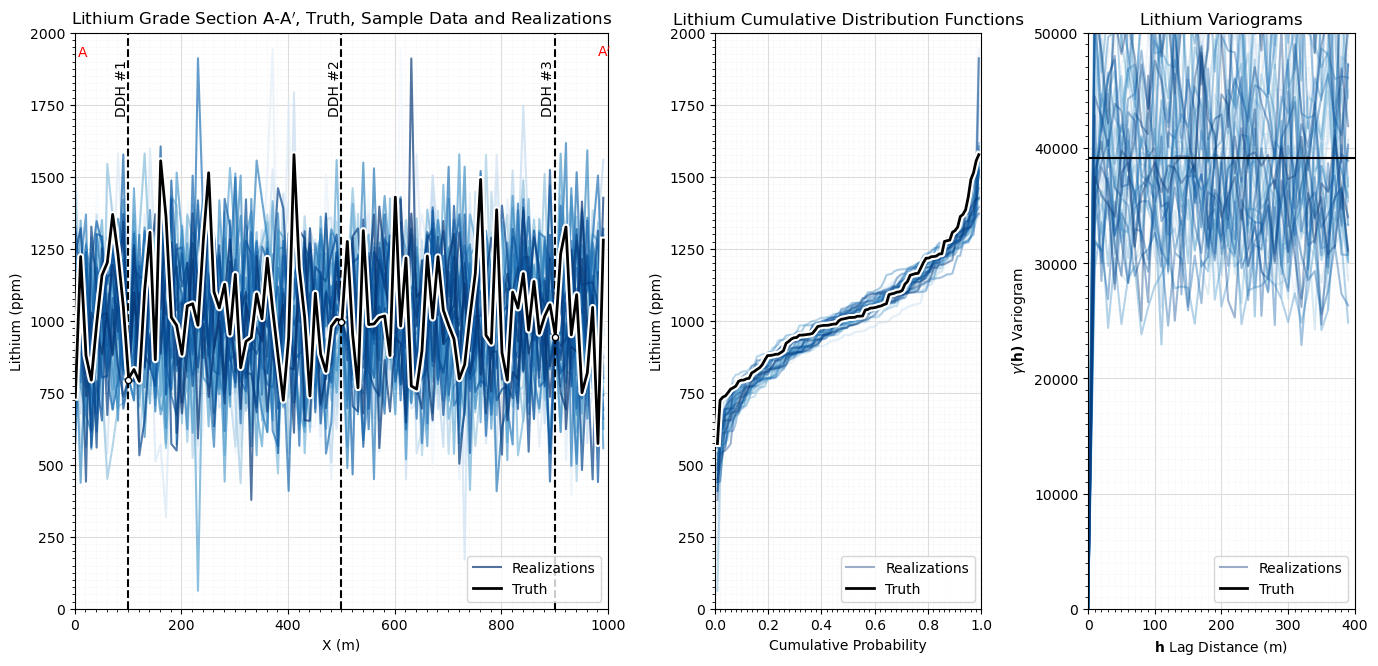 Lithium Grade Section A-A′, Truth, Sample Data and Realizations
Lithium (ppm)
2000
1750
1500
1250
1000
750
500
250
0
A
DDH #1
DDH #2
DDH #3
A′
Realizations
Truth
0
200
400
600
800
1000
X (m)
Lithium Cumulative Distribution Functions
Lithium (ppm)
2000
1750
1500
1250
1000
750
500
250
0
Realizations
Truth
0.0
0.2
0.4
0.6
0.8
1.0
Cumulative Probability
Lithium Variograms
γ(h) Variogram
50000
40000
30000
20000
10000
0
Realizations
Truth
0
100
200
300
400
h Lag Distance (m)